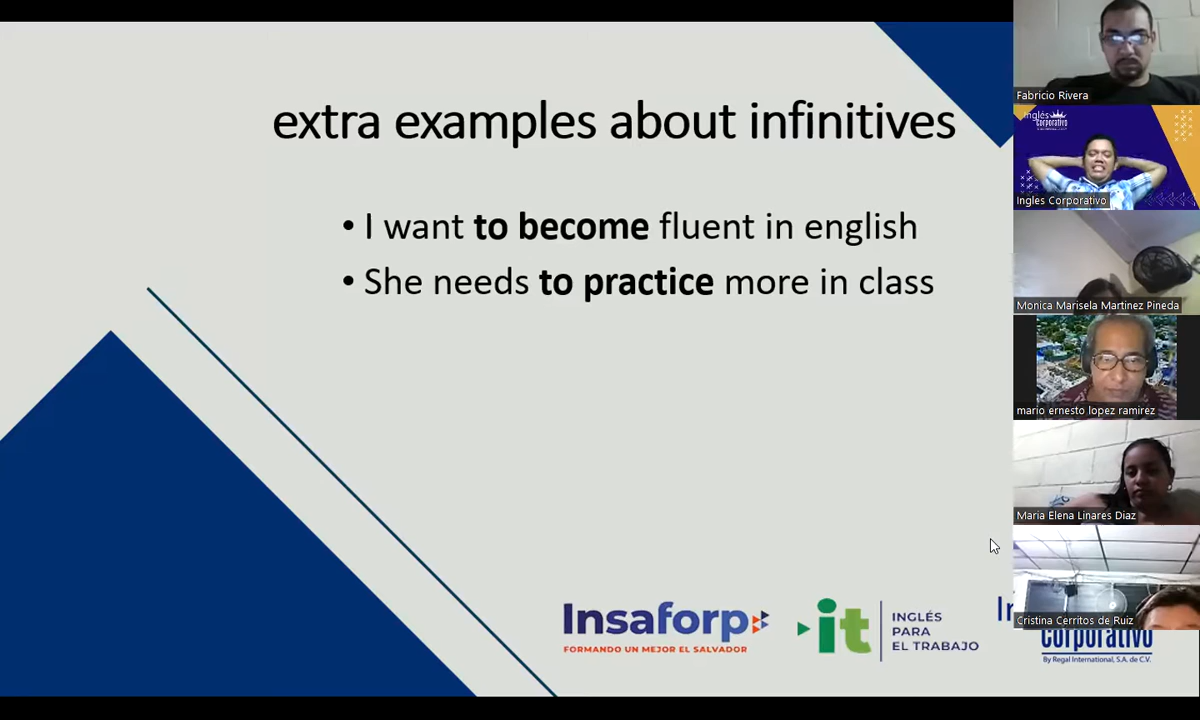 extra examples about infinitives
• I want to become fluent in english
• She needs to practice more in class
Insaforp
FORMANDO UN MEJOR EL SALVADOR
it
INGLÉS
PARA
EL TRABAJO
corporativo
By Regal International, S.A. de C.V.
Fabricio Rivera
Inglés
corporativo
Ingles Corporativo
Monica Marisela Martinez Pineda
mario ernesto lopez ramirez
Maria Elena Linares Diaz
Cristina Cerritos de Ruiz